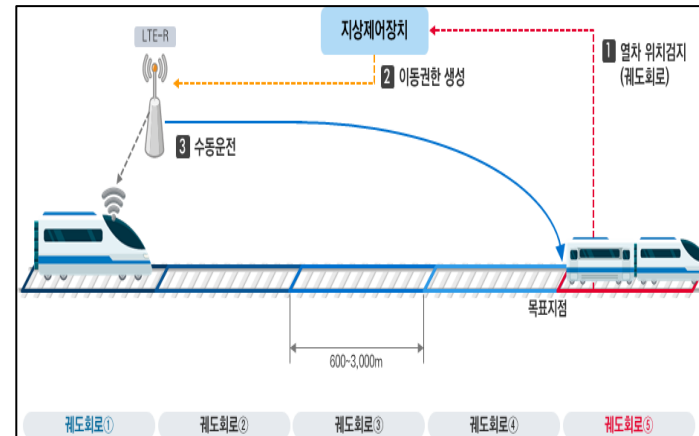 LTE-R
지상제어장치
1 열차 위치검지
(궤도회로)
2 이동권한 생성
3 수동운전
목표지점
600~3,000m
궤도회로①
궤도회로②
궤도회로③
궤도회로④
궤도회로⑤